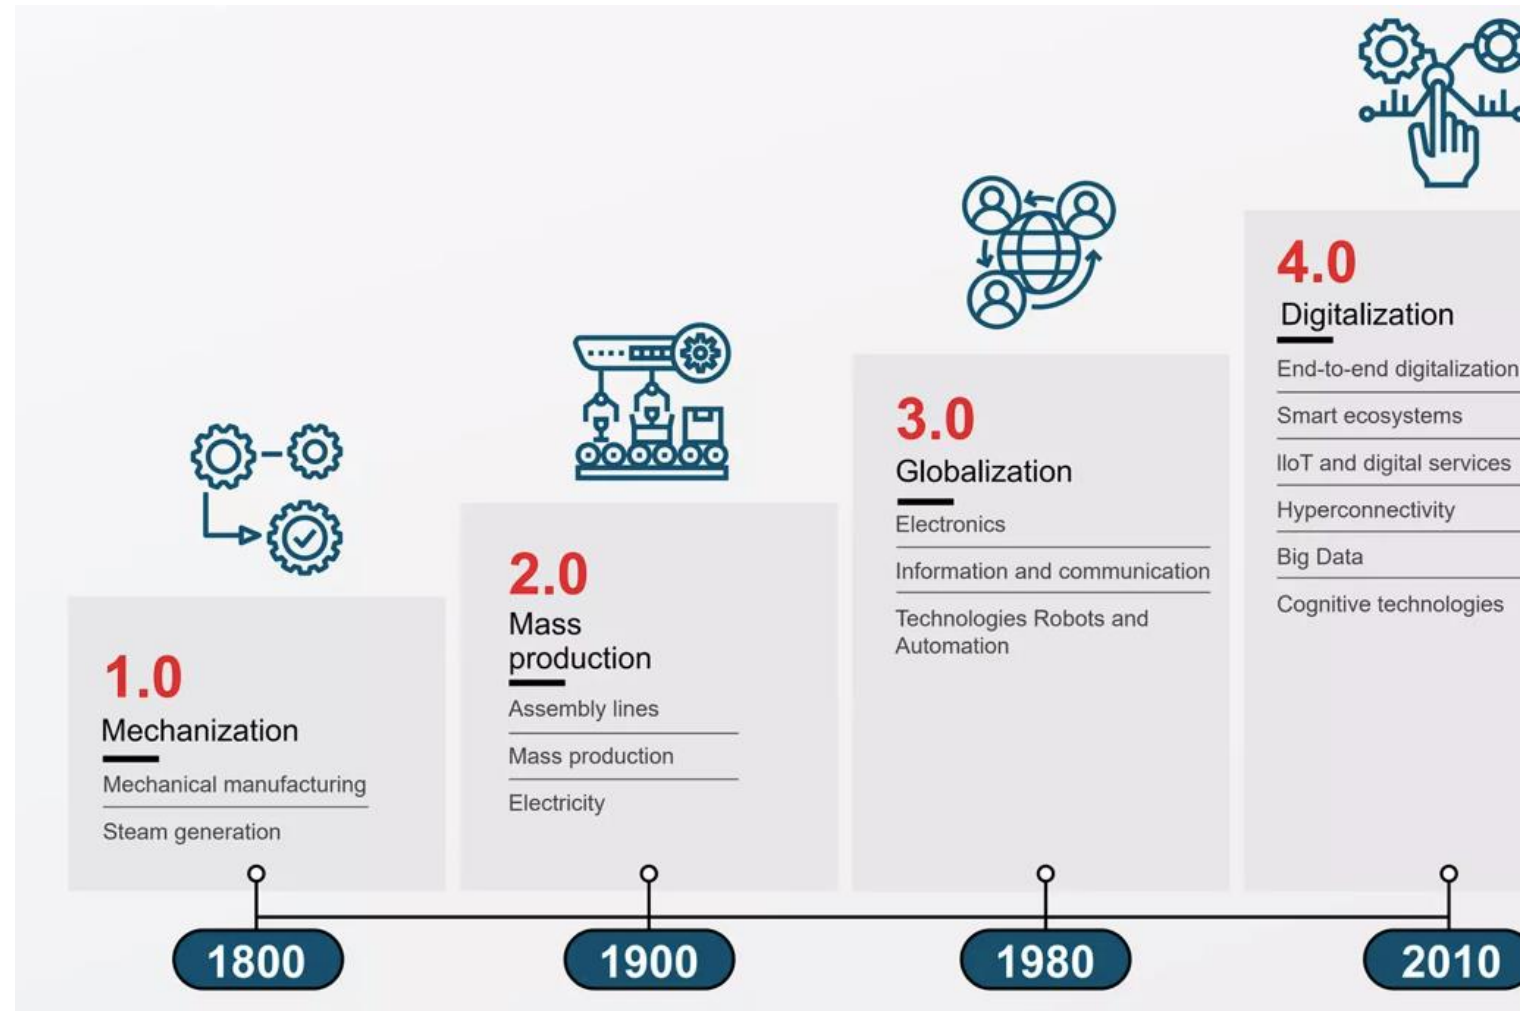 1.0
Mechanization
Mechanical manufacturing
Steam generation
1800
2.0
Mass
production
Assembly lines
Mass production
Electricity
1900
3.0
Globalization
Electronics
Information and communication
Technologies Robots and
Automation
1980
4.0
Digitalization
End-to-end digitalization
Smart ecosystems
IIoT and digital services
Hyperconnectivity
Big Data
Cognitive technologies
2010